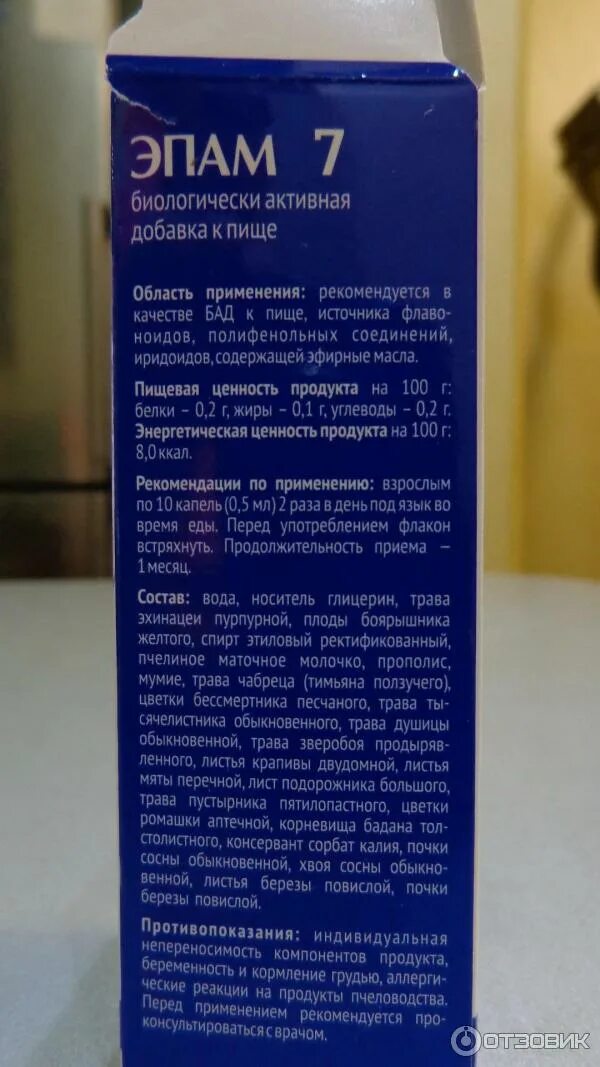 ЭПАМ 7
биологически активная
добавка к пище
Область применения: рекомендуется в
качестве БАД к пище, источника флаво-
ноидов, полифенольных соединений,
иридоидов, содержащей эфирные масла.
Пищевая ценность продукта на 100 г:
белки – 0,2 г, жиры – 0,1 г, углеводы – 0,2 г.
Энергетическая ценность продукта на 100 г:
8,0 ккал.
Рекомендации по применению: взрослым
по 10 капель (0,5 мл) 2 раза в день под язык во
время еды. Перед употреблением флакон
встряхнуть. Продолжительность приема —
1 месяц.
Состав: вода, носитель глицерин, трава
эхинацеи пурпурной, плоды боярышника
желтого, спирт этиловый ректификованный,
пчелиное маточное молочко, прополис,
мумие, трава чабреца (тимьяна ползучего),
цветки бессмертника песчаного, трава ты-
сячелистника обыкновенного, трава душицы
обыкновенной, трава зверобоя продыряв-
ленного, листья крапивы двудомной, листья
мяты перечной, лист подорожника большого,
трава пустырника пятилопастного, цветки
ромашки аптечной, корневища бадана тол-
столистного, консервант сорбат калия, почки
сосны обыкновенной, хвоя сосны обыкно-
венной, листья березы повислой, почки
березы повислой.
Противопоказания: индивидуальная
непереносимость компонентов продукта,
беременность и кормление грудью, аллерги-
ческие реакции на продукты пчеловодства.
Перед применением рекомендуется про-
консультироваться с врачом.
ОТЗОВИК